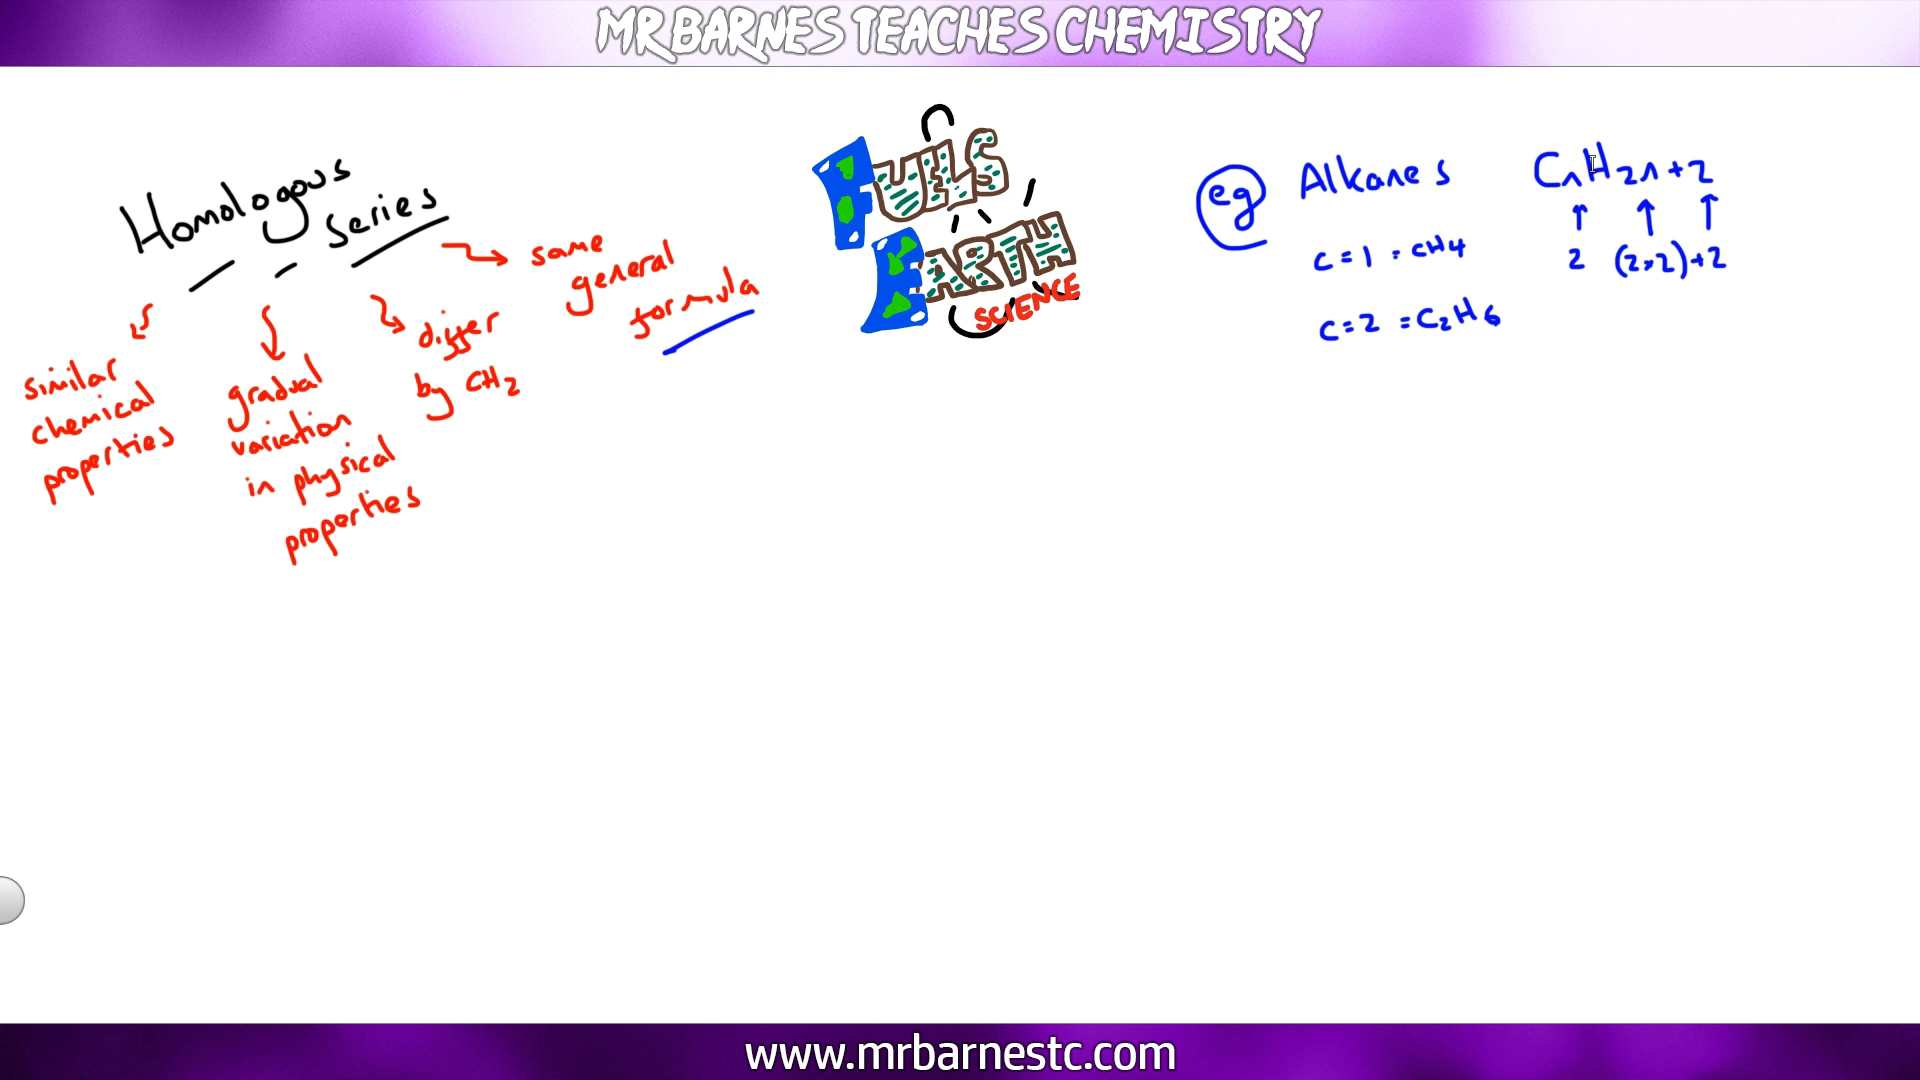 MR BARNES TEACHES CHEMISTRY
Homologous
Series
similar
chemical
properties
gradual
variation
in physical
properties
differ
by CH2
same
general
formula
FUELS
EARTH
SCIENCE
eg Alkanes CnH2n+2
2 (2×2)+2
C=1 = CH4
C=2 = C2H6
www.mrbarnestc.com